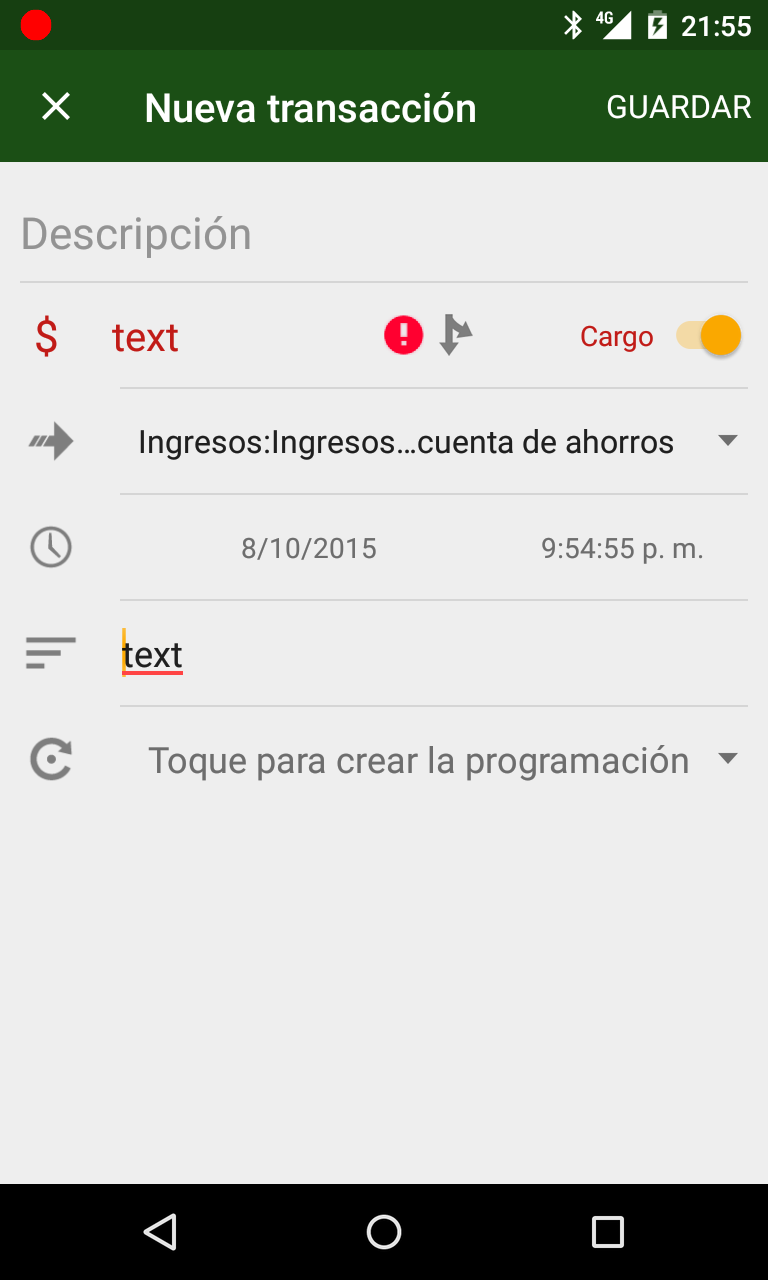 4G 21:55
Nueva transacción GUARDAR
Descripción
$ text Cargo
Ingresos:Ingresos…cuenta de ahorros
8/10/2015 9:54:55 p. m.
text
Toque para crear la programación